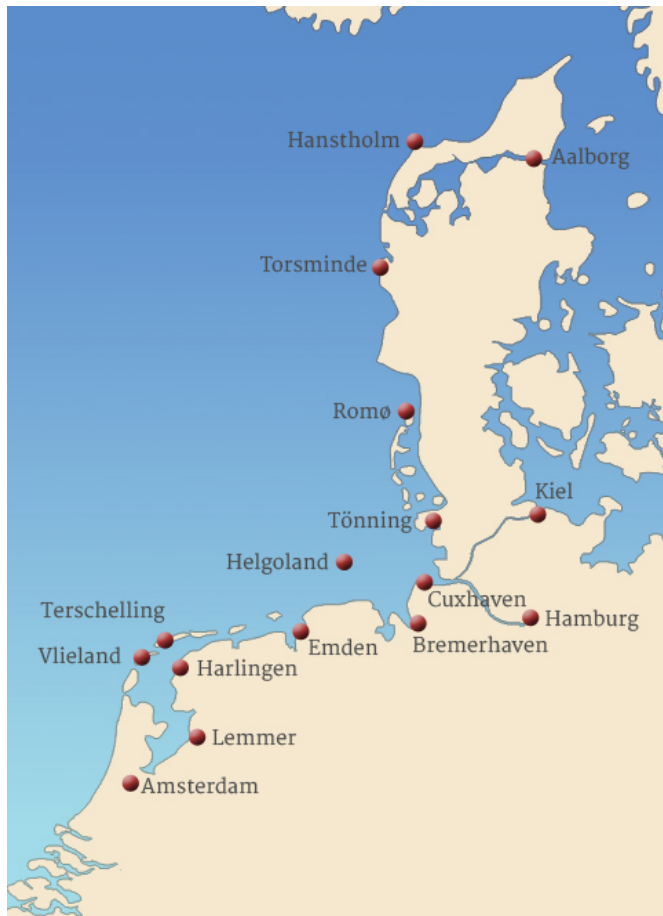 Hanstholm
Aalborg
Torsminde
Romø
Kiel
Tönning
Helgoland
Cuxhaven
Terschelling
Hamburg
Emden
Bremerhaven
Vlieland
Harlingen
Lemmer
Amsterdam